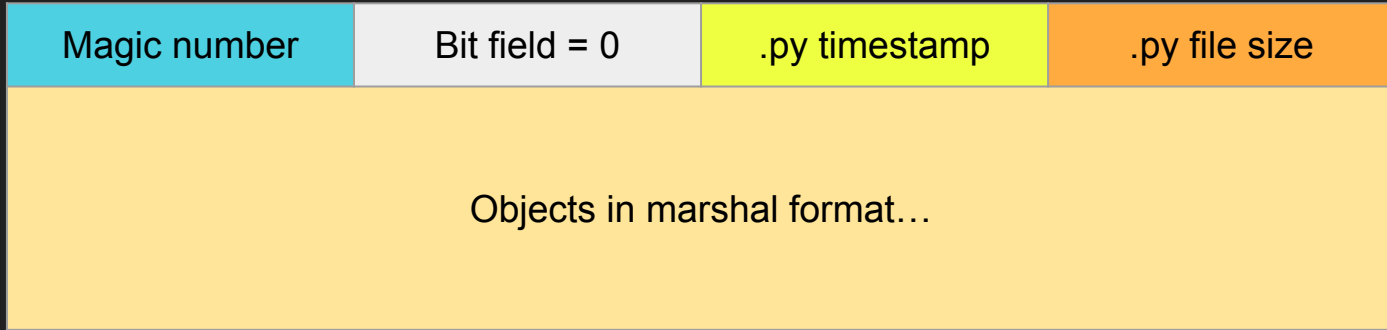 Magic number
Bit field = 0
.py timestamp
.py file size
Objects in marshal format…